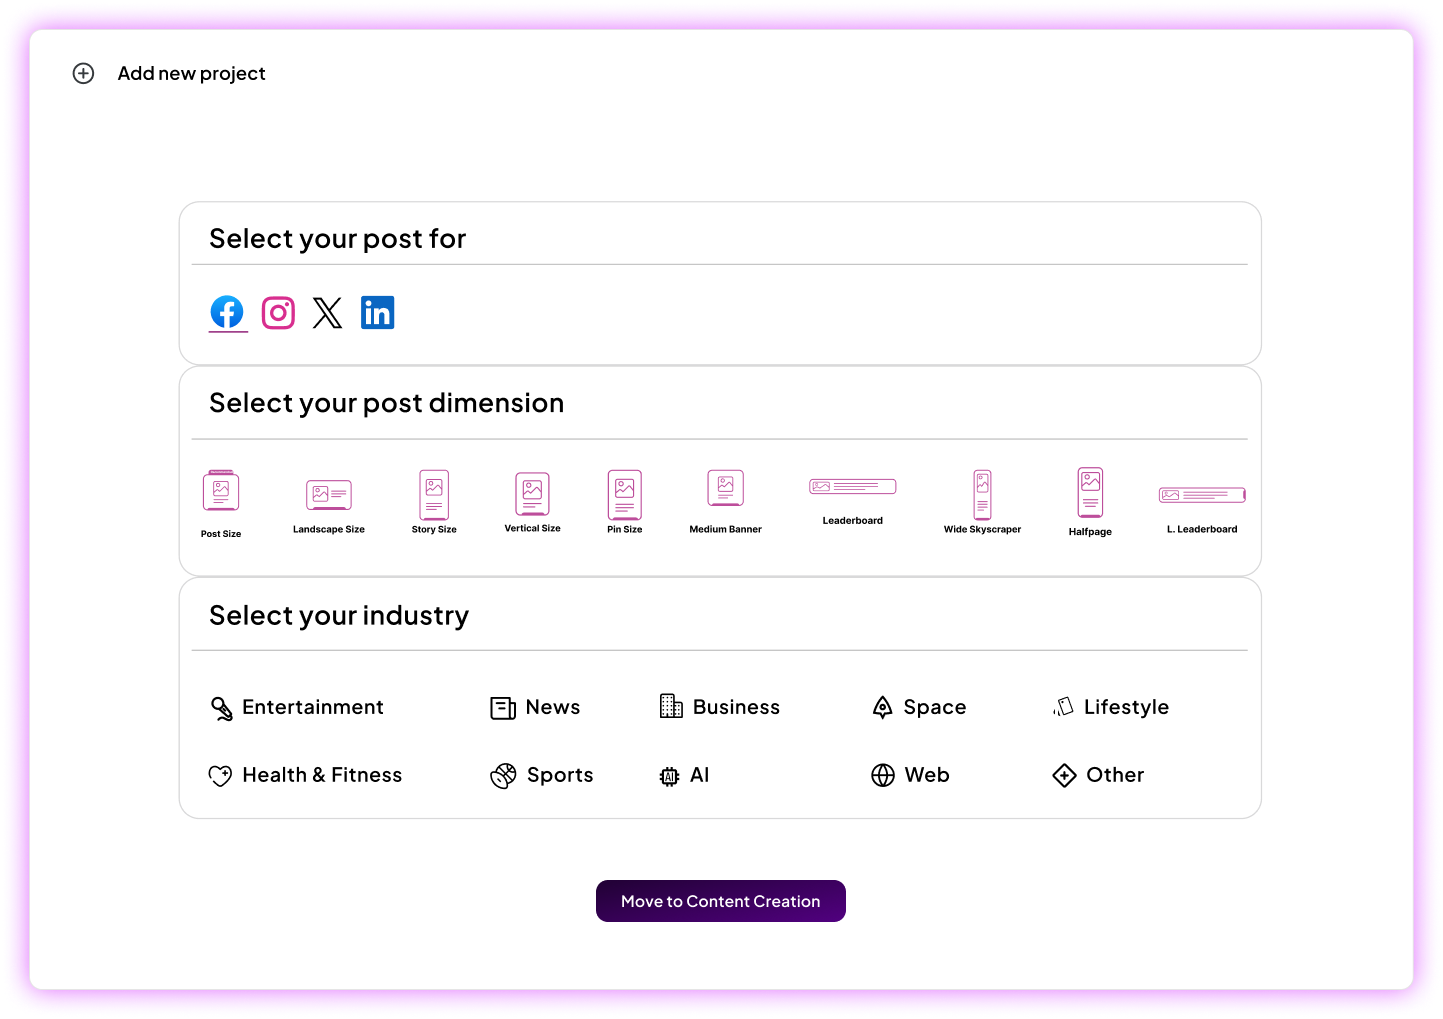 Add new project
Select your post for
Select your post dimension
Post Size
Landscape Size
Story Size
Vertical Size
Pin Size
Medium Banner
Leaderboard
Wide Skyscraper
Halfpage
L. Leaderboard
Select your industry
Entertainment
News
Business
Space
Lifestyle
Health & Fitness
Sports
AI
AI
Web
Other
Move to Content Creation